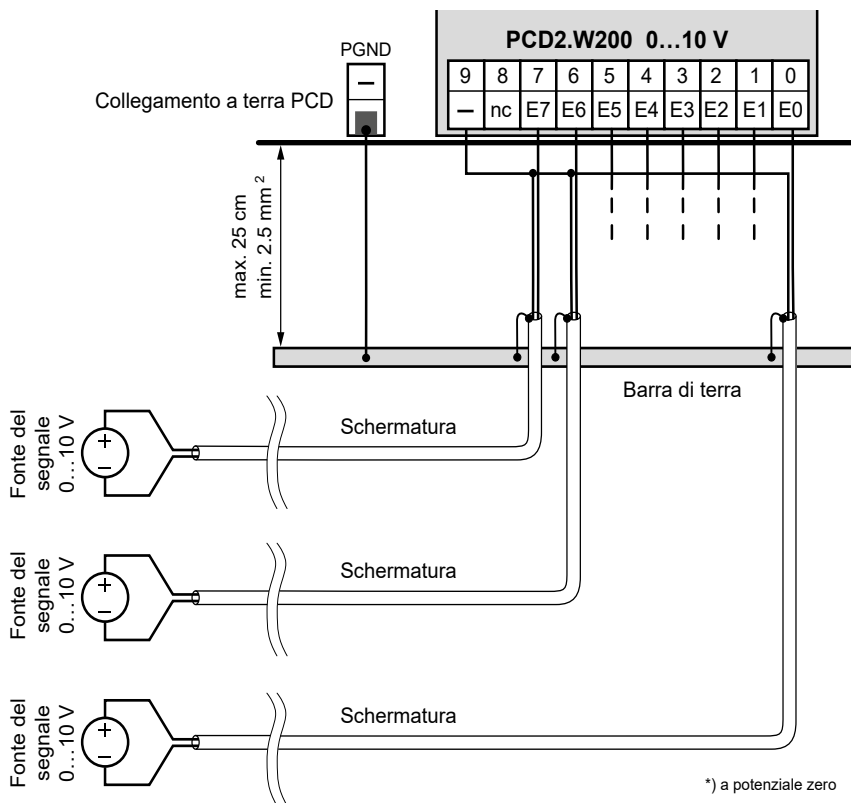 PGND
–
Collegamento a terra PCD
PCD2.W200 0…10 V
9 8 7 6 5 4 3 2 1 0
– nc E7 E6 E5 E4 E3 E2 E1 E0
max. 25 cm
min. 2.5 mm²
Barra di terra
Fonte del
segnale
0…10 V
+
–
Schermatura
Fonte del
segnale
0…10 V
+
–
Schermatura
Fonte del
segnale
0…10 V
+
–
Schermatura
*) a potenziale zero